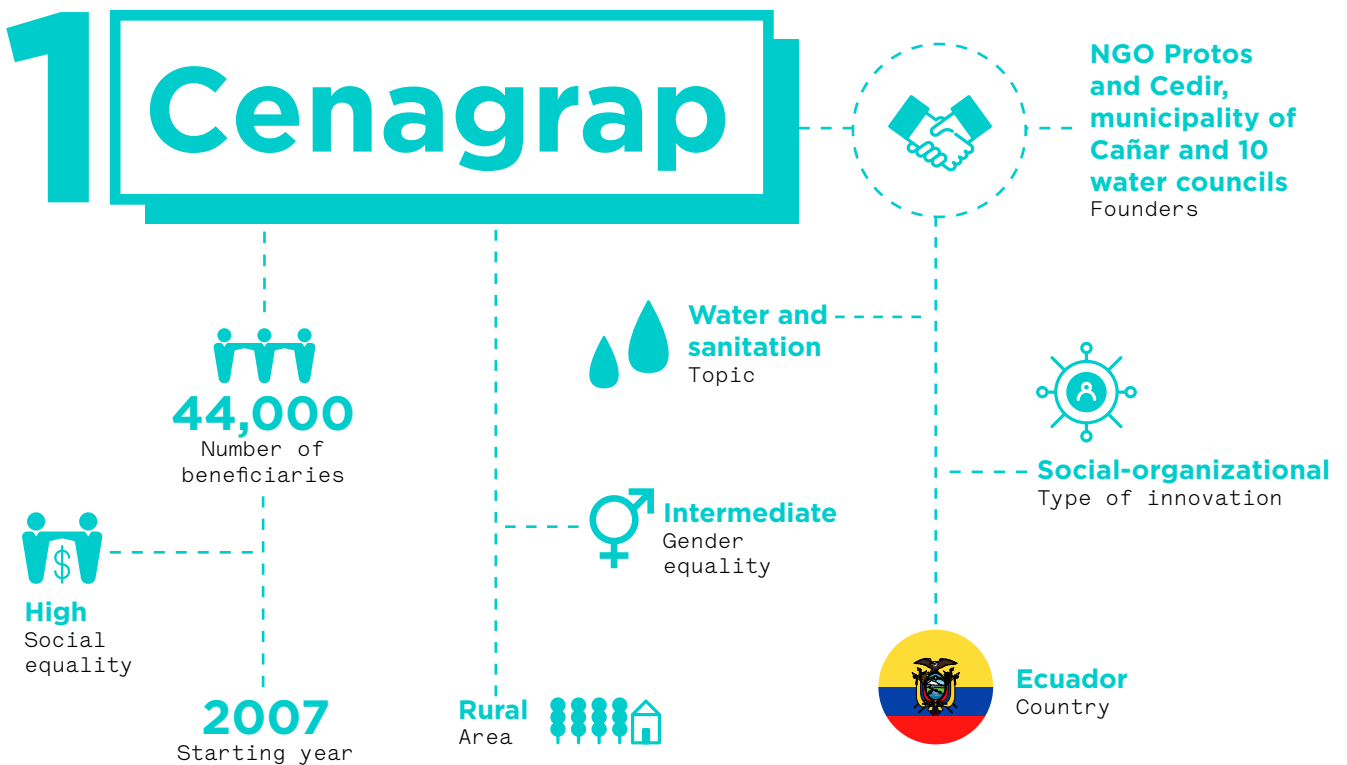 1
Cenagrap
NGO Protos
and Cedir,
municipality of
Cañar and 10
water councils
Founders
Water and
sanitation
Topic
44,000
Number of
beneficiaries
Social-organizational
Type of innovation
Intermediate
Gender
equality
$
High
Social
equality
2007
Starting year
Rural
Area
Ecuador
Country